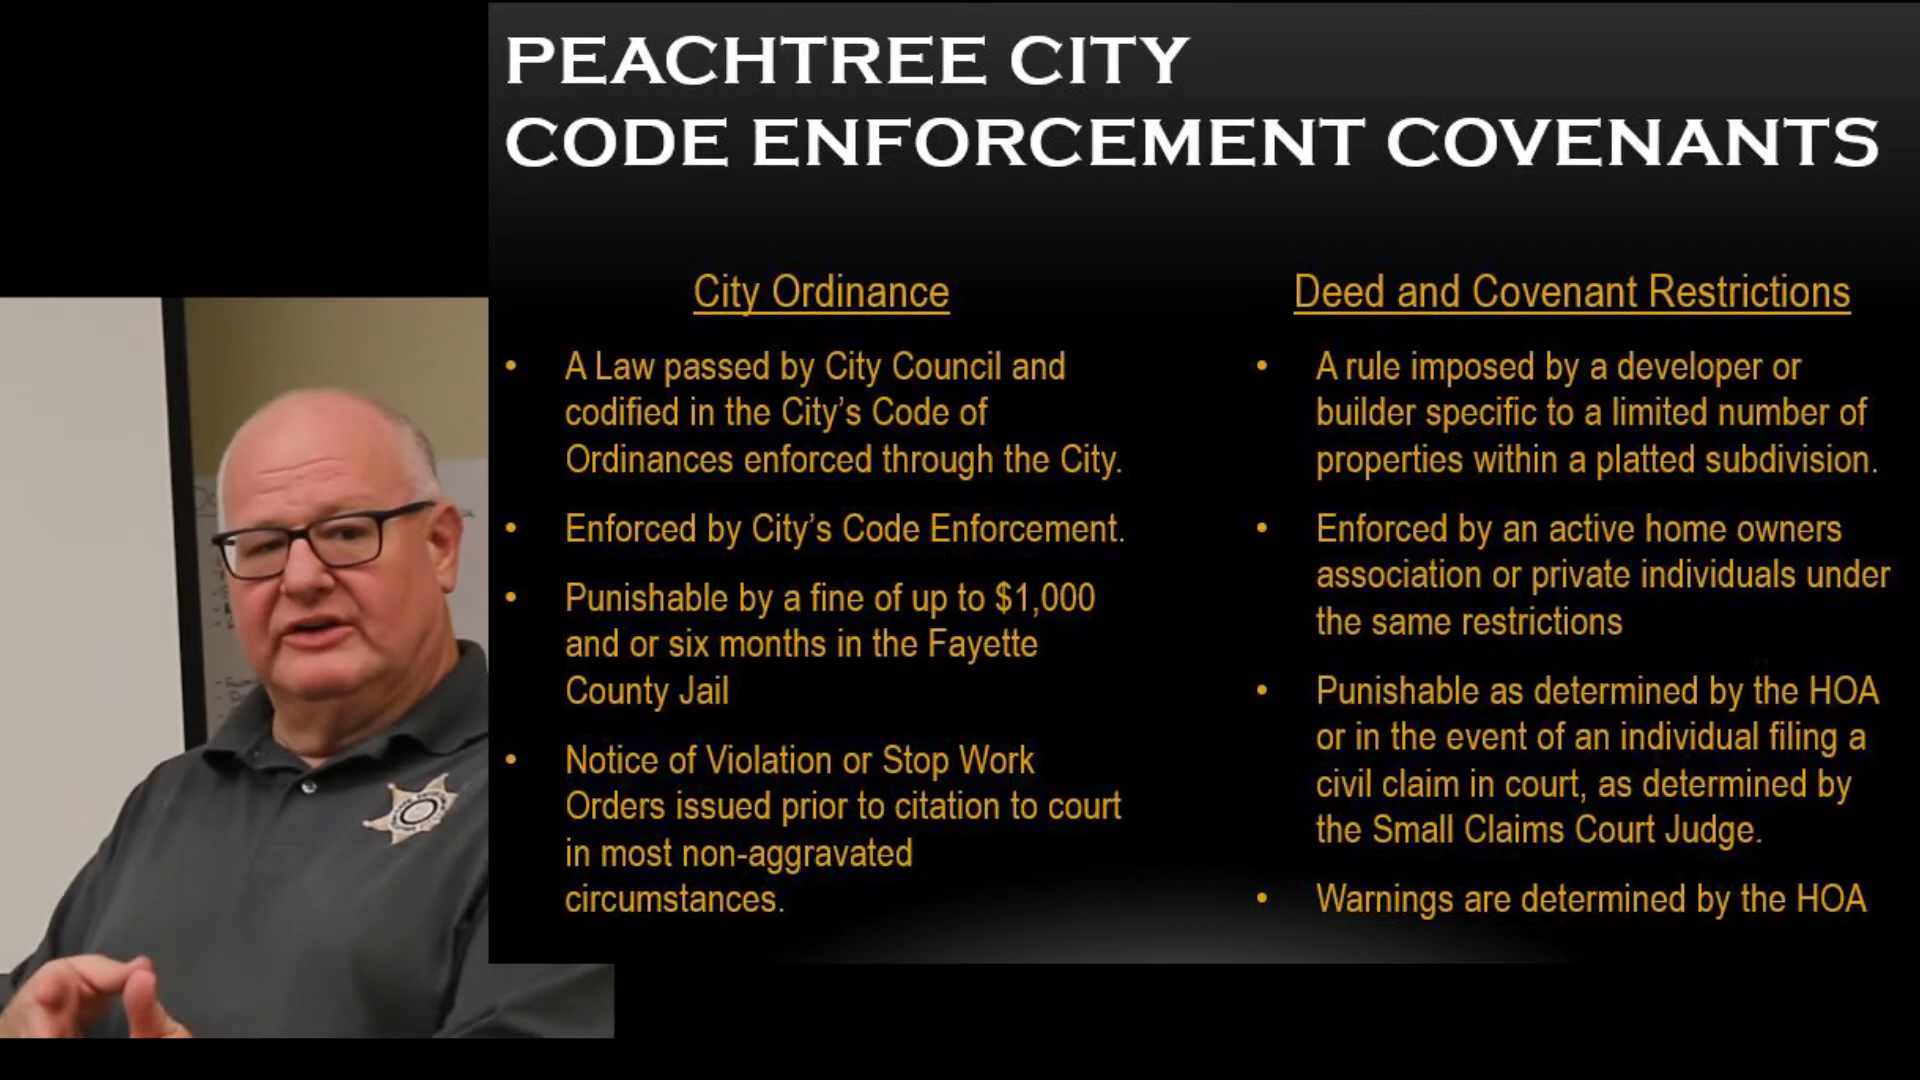 PEACHTREE CITY
CODE ENFORCEMENT COVENANTS
City Ordinance
• A Law passed by City Council and
codified in the City’s Code of
Ordinances enforced through the City.
• Enforced by City’s Code Enforcement.
• Punishable by a fine of up to $1,000
and or six months in the Fayette
County Jail
• Notice of Violation or Stop Work
Orders issued prior to citation to court
in most non-aggravated
circumstances.
Deed and Covenant Restrictions
• A rule imposed by a developer or
builder specific to a limited number of
properties within a platted subdivision.
• Enforced by an active home owners
association or private individuals under
the same restrictions
• Punishable as determined by the HOA
or in the event of an individual filing a
civil claim in court, as determined by
the Small Claims Court Judge.
• Warnings are determined by the HOA